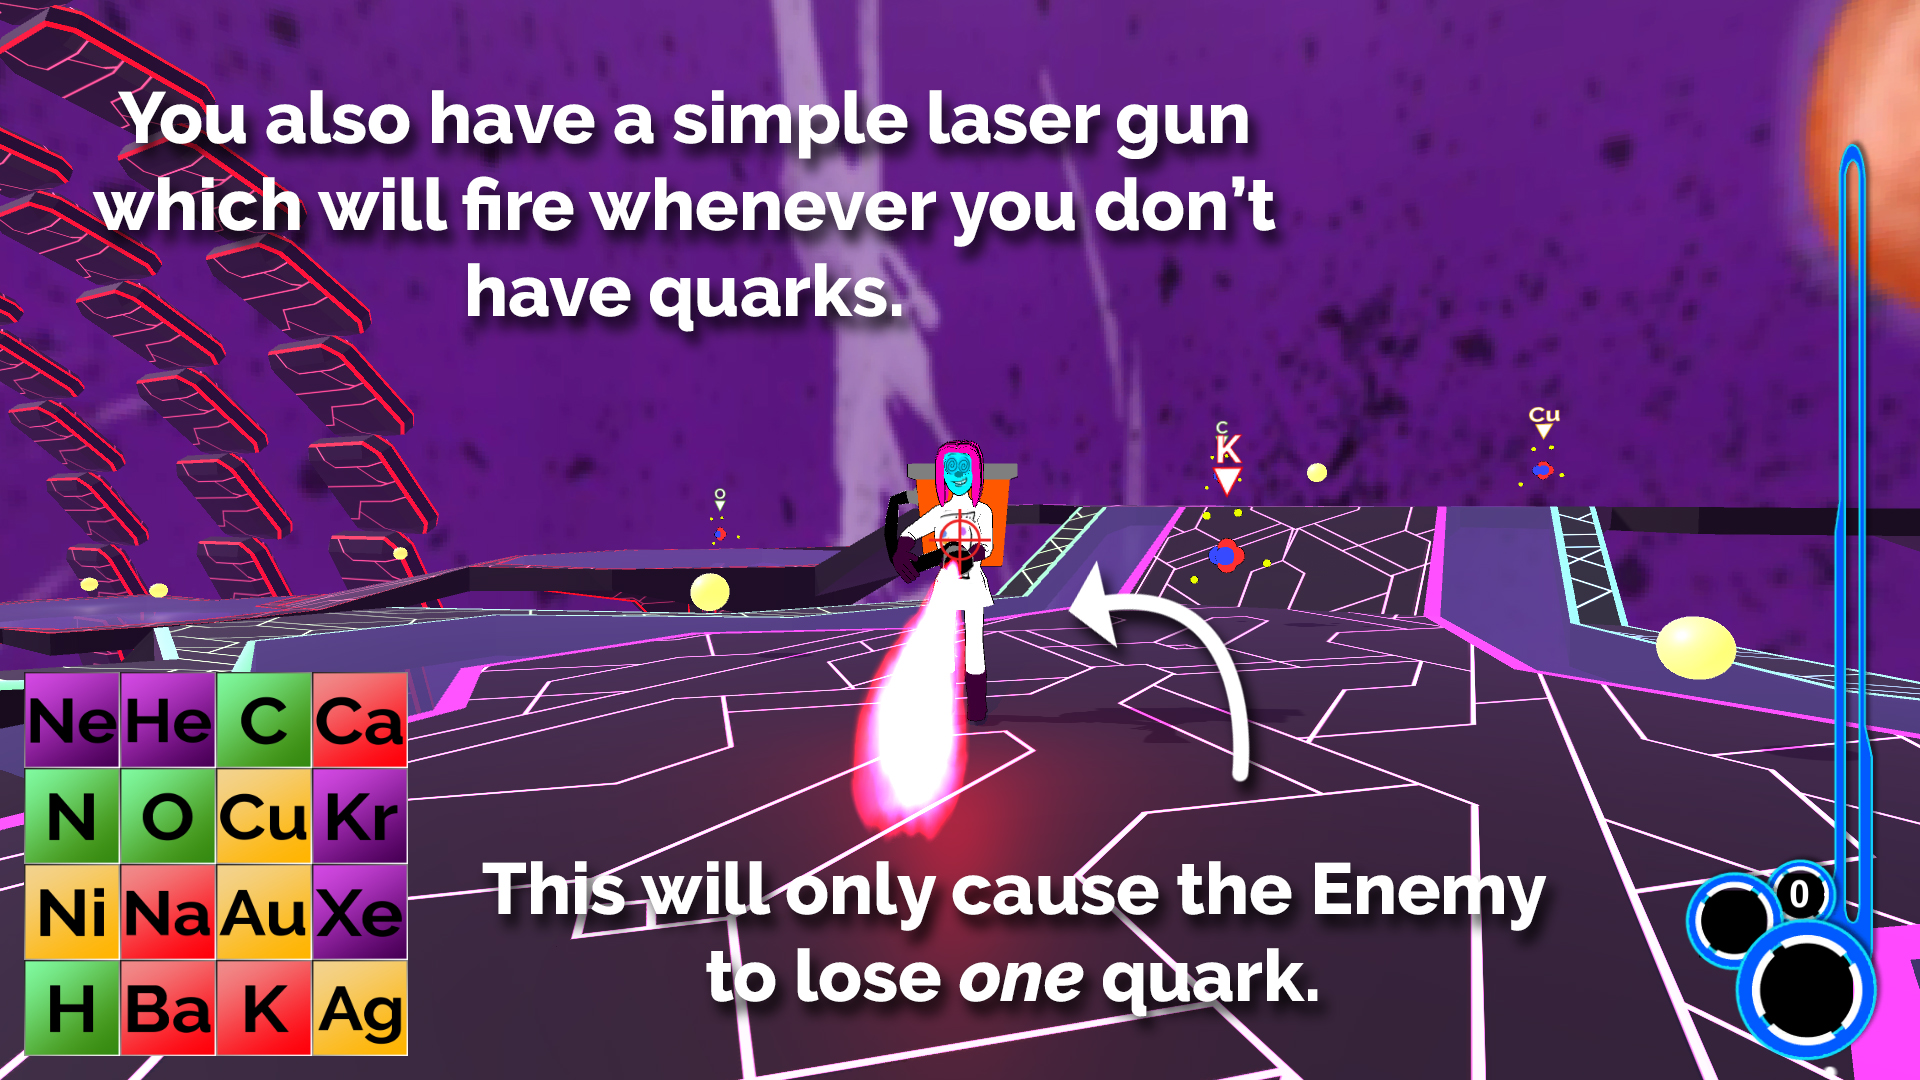 You also have a simple laser gun
which will fire whenever you don’t
have quarks.
Cu
C
K
O
Ne He C Ca
N O Cu Kr
Ni Na Au Xe
H Ba K Ag
This will only cause the Enemy
to lose one quark.
0